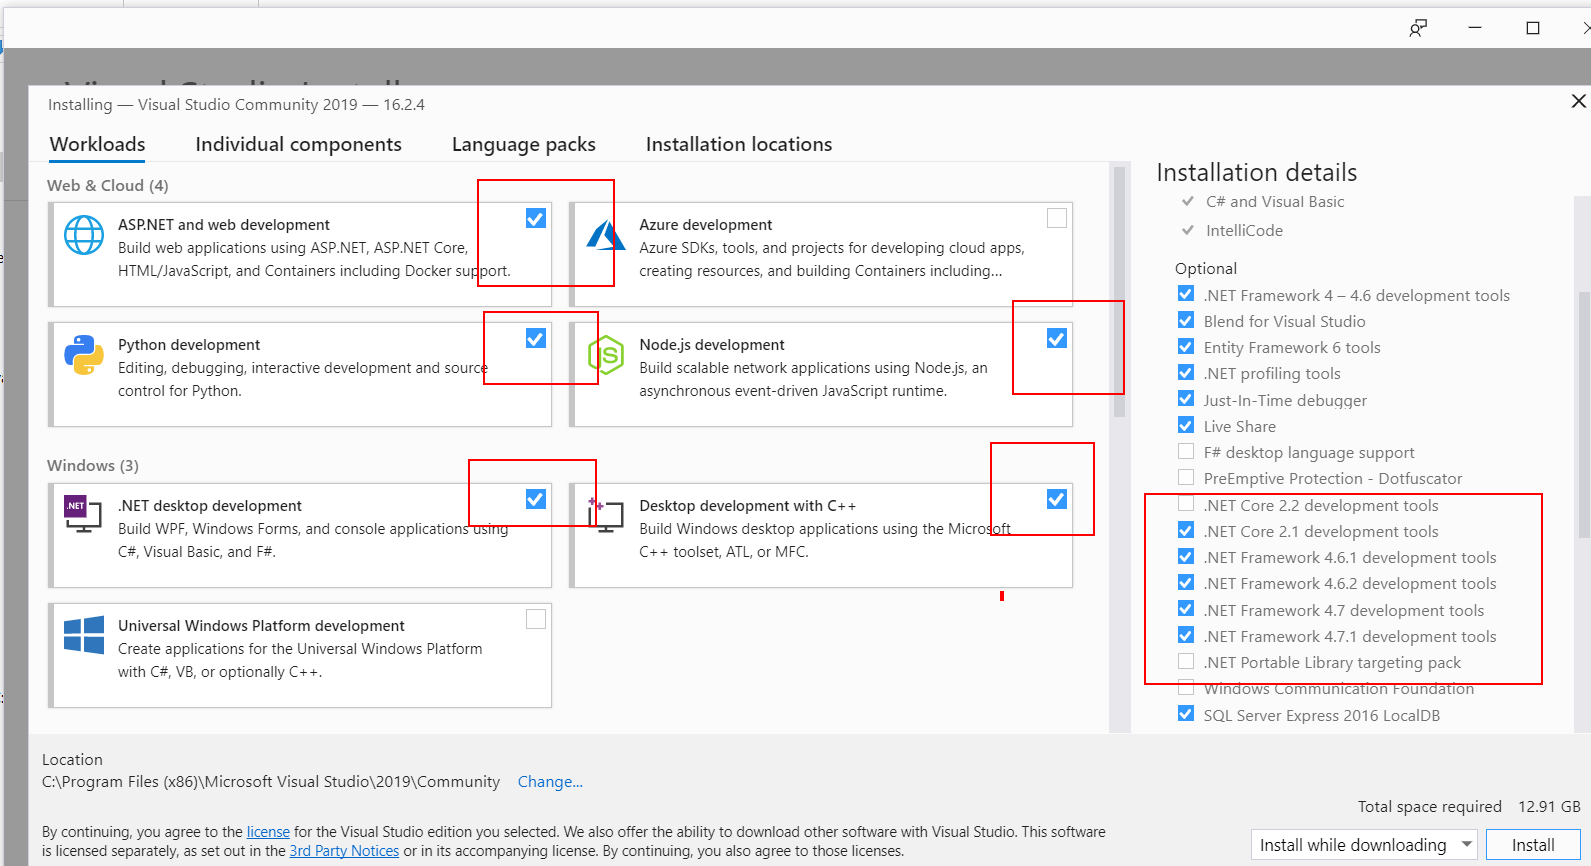 Installing — Visual Studio Community 2019 — 16.2.4
Workloads
Individual components
Language packs
Installation locations
Web & Cloud (4)
ASP.NET and web development
Build web applications using ASP.NET, ASP.NET Core,
HTML/JavaScript, and Containers including Docker support.
Azure development
Azure SDKs, tools, and projects for developing cloud apps,
creating resources, and building Containers including...
Python development
Editing, debugging, interactive development and source
control for Python.
Node.js development
Build scalable network applications using Node.js, an
asynchronous event-driven JavaScript runtime.
Windows (3)
.NET desktop development
Build WPF, Windows Forms, and console applications using
C#, Visual Basic, and F#.
Desktop development with C++
Build Windows desktop applications using the Microsoft
C++ toolset, ATL, or MFC.
Universal Windows Platform development
Create applications for the Universal Windows Platform
with C#, VB, or optionally C++.
Installation details
C# and Visual Basic
IntelliCode
Optional
.NET Framework 4 – 4.6 development tools
Blend for Visual Studio
Entity Framework 6 tools
.NET profiling tools
Just-In-Time debugger
Live Share
F# desktop language support
PreEmptive Protection - Dotfuscator
.NET Core 2.2 development tools
.NET Core 2.1 development tools
.NET Framework 4.6.1 development tools
.NET Framework 4.6.2 development tools
.NET Framework 4.7 development tools
.NET Framework 4.7.1 development tools
.NET Portable Library targeting pack
Windows Communication Foundation
SQL Server Express 2016 LocalDB
Location
C:\Program Files (x86)\Microsoft Visual Studio\2019\Community Change...
Total space required 12.91 GB
By continuing, you agree to the license for the Visual Studio edition you selected. We also offer the ability to download other software with Visual Studio. This software
is licensed separately, as set out in the 3rd Party Notices or in its accompanying license. By continuing, you also agree to those licenses.
Install while downloading
Install